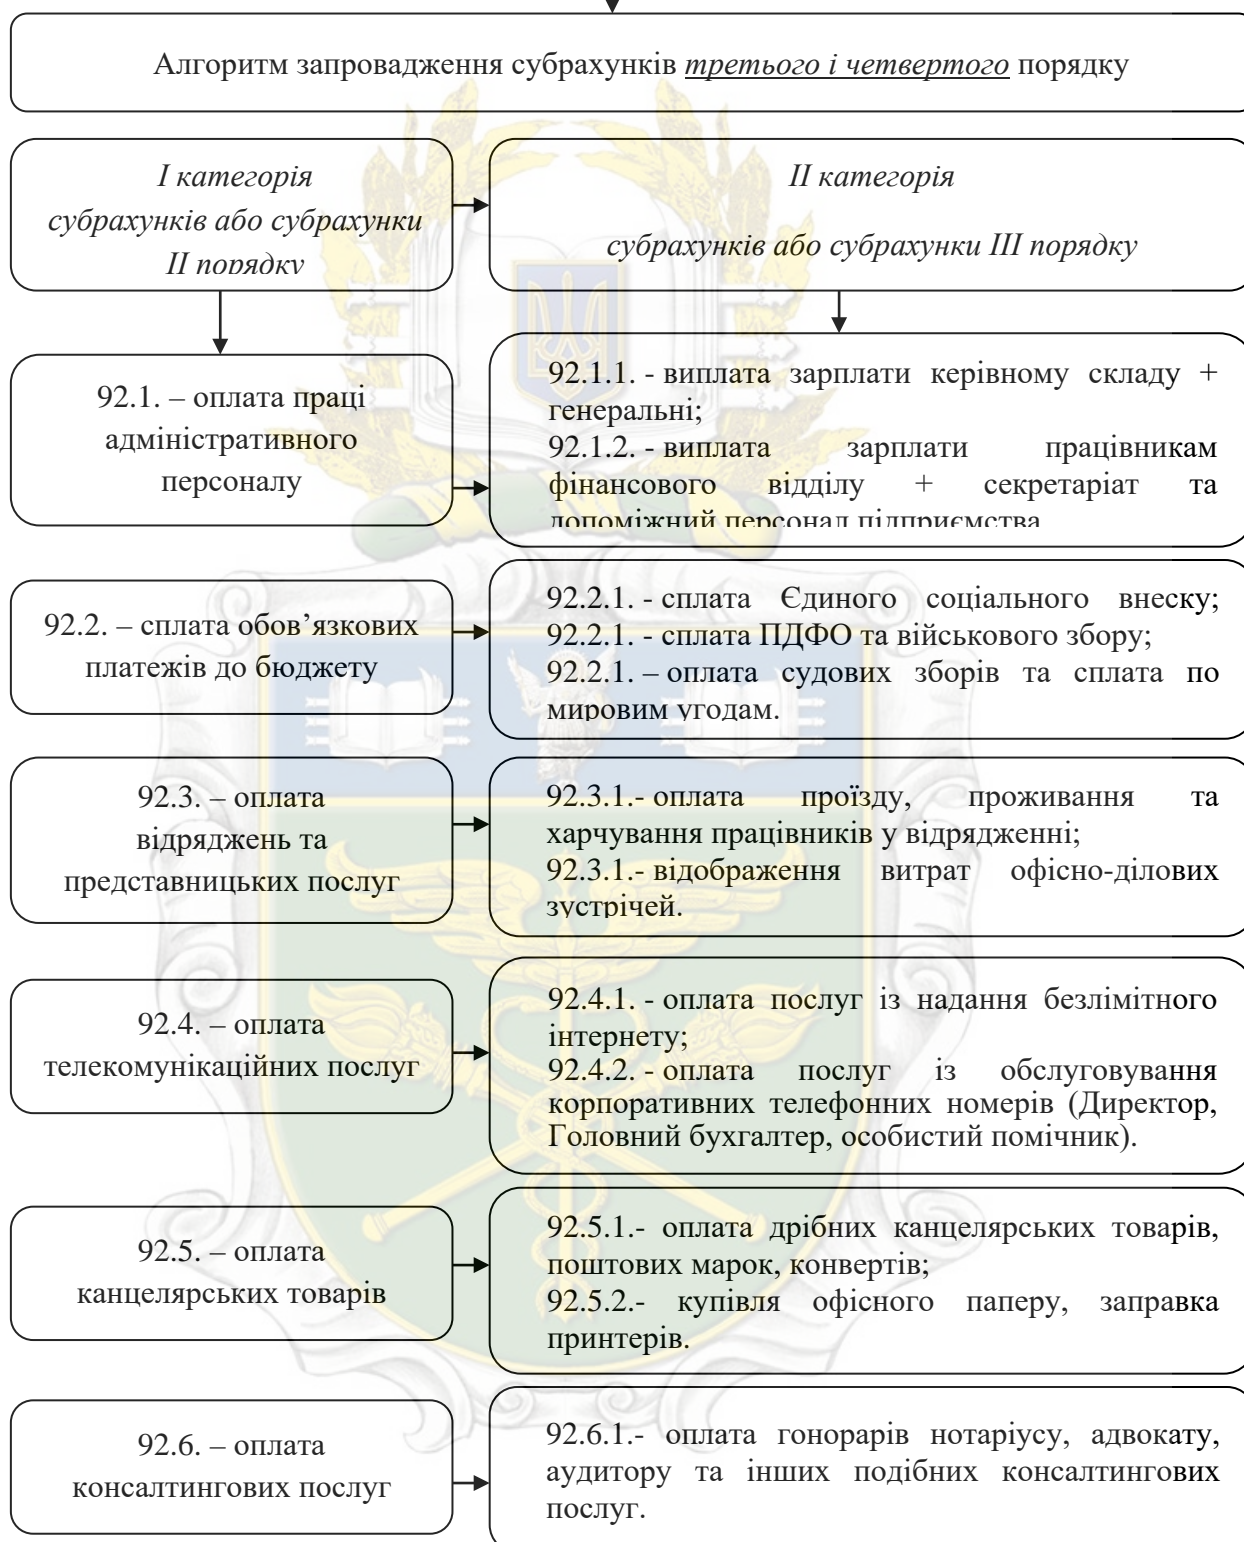 Алгоритм запровадження субрахунків третього і четвертого порядку
І категорія
субрахунків або субрахунки
ІІ порядку
ІІ категорія
субрахунків або субрахунки ІІІ порядку
92.1. – оплата праці
адміністративного
персоналу
92.1.1. - виплата зарплати керівному складу +
генеральні;
92.1.2. - виплата зарплати працівникам
фінансового відділу + секретаріат та
допоміжний персонал підприємства
92.2. – сплата обов’язкових
платежів до бюджету
92.2.1. - сплата Єдиного соціального внеску;
92.2.1. - сплата ПДФО та військового збору;
92.2.1. – оплата судових зборів та сплата по
мировим угодам.
92.3. – оплата
відряджень та
представницьких послуг
92.3.1.- оплата проїзду, проживання та
харчування працівників у відрядженні;
92.3.1.- відображення витрат офісно-ділових
зустрічей.
92.4. – оплата
телекомунікаційних послуг
92.4.1. - оплата послуг із надання безлімітного
інтернету;
92.4.2. - оплата послуг із обслуговування
корпоративних телефонних номерів (Директор,
Головний бухгалтер, особистий помічник).
92.5. – оплата
канцелярських товарів
92.5.1.- оплата дрібних канцелярських товарів,
поштових марок, конвертів;
92.5.2.- купівля офісного паперу, заправка
принтерів.
92.6. – оплата
консалтингових послуг
92.6.1.- оплата гонорарів нотаріусу, адвокату,
аудитору та інших подібних консалтингових
послуг.